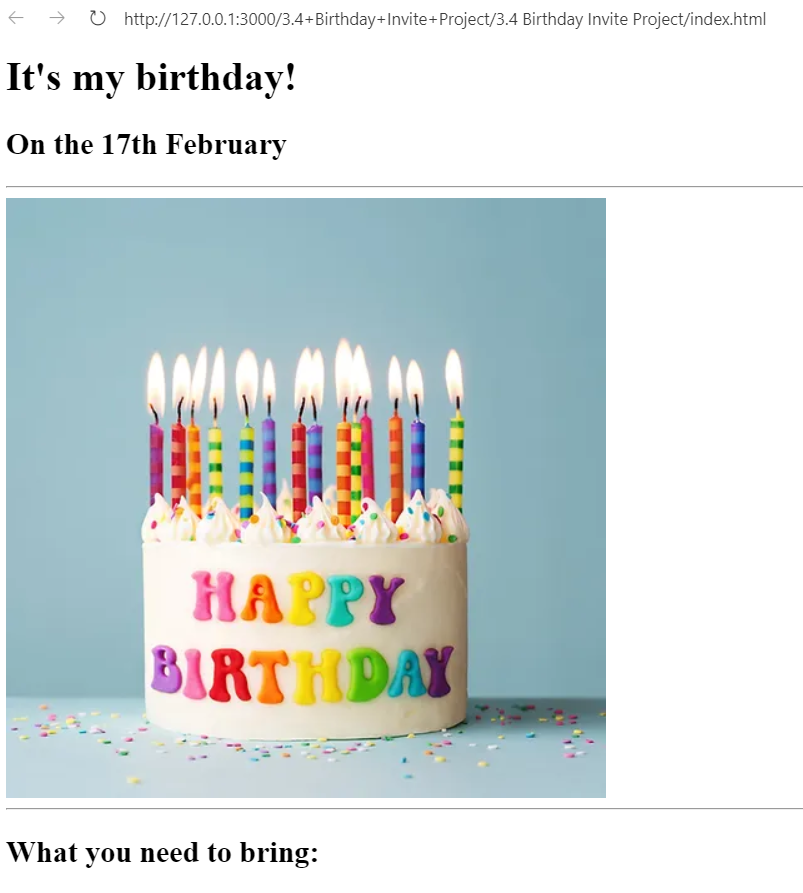 http://127.0.0.1:3000/3.4+Birthday+Invite+Project/3.4 Birthday Invite Project/index.html
It's my birthday!
On the 17th February
HAPPY
BIRTHDAY
What you need to bring: